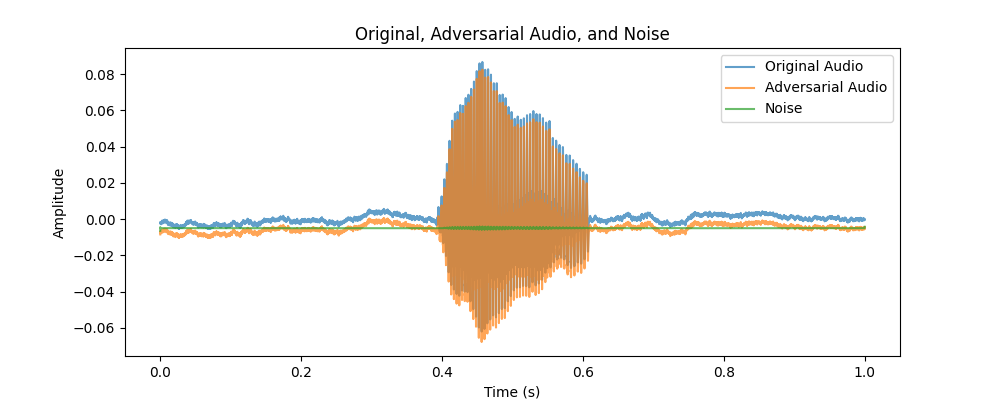 Original, Adversarial Audio, and Noise
Original Audio
Adversarial Audio
Noise
Amplitude
0.08
0.06
0.04
0.02
0.00
−0.02
−0.04
−0.06
0.0 0.2 0.4 0.6 0.8 1.0
Time (s)